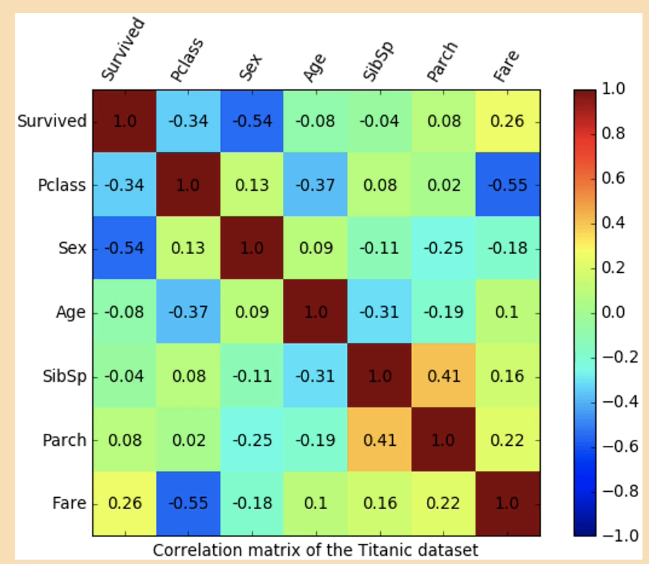 Survived Pclass Sex Age SibSp Parch Fare
Survived 1.0 -0.34 -0.54 -0.08 -0.04 0.08 0.26
Pclass -0.34 1.0 0.13 -0.37 0.08 0.02 -0.55
Sex -0.54 0.13 1.0 0.09 -0.11 -0.25 -0.18
Age -0.08 -0.37 0.09 1.0 -0.31 -0.19 0.1
SibSp -0.04 0.08 -0.11 -0.31 1.0 0.41 0.16
Parch 0.08 0.02 -0.25 -0.19 0.41 1.0 0.22
Fare 0.26 -0.55 -0.18 0.1 0.16 0.22 1.0
1.0
0.8
0.6
0.4
0.2
0.0
−0.2
−0.4
−0.6
−0.8
−1.0
Correlation matrix of the Titanic dataset